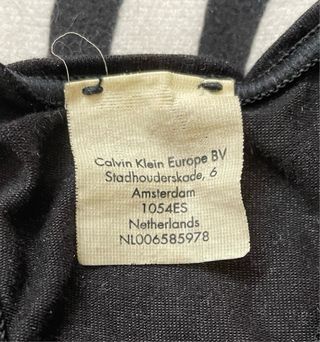 Calvin Klein Europe BV
Stadhouderskade, 6
Amsterdam
1054ES
Netherlands
NL006585978